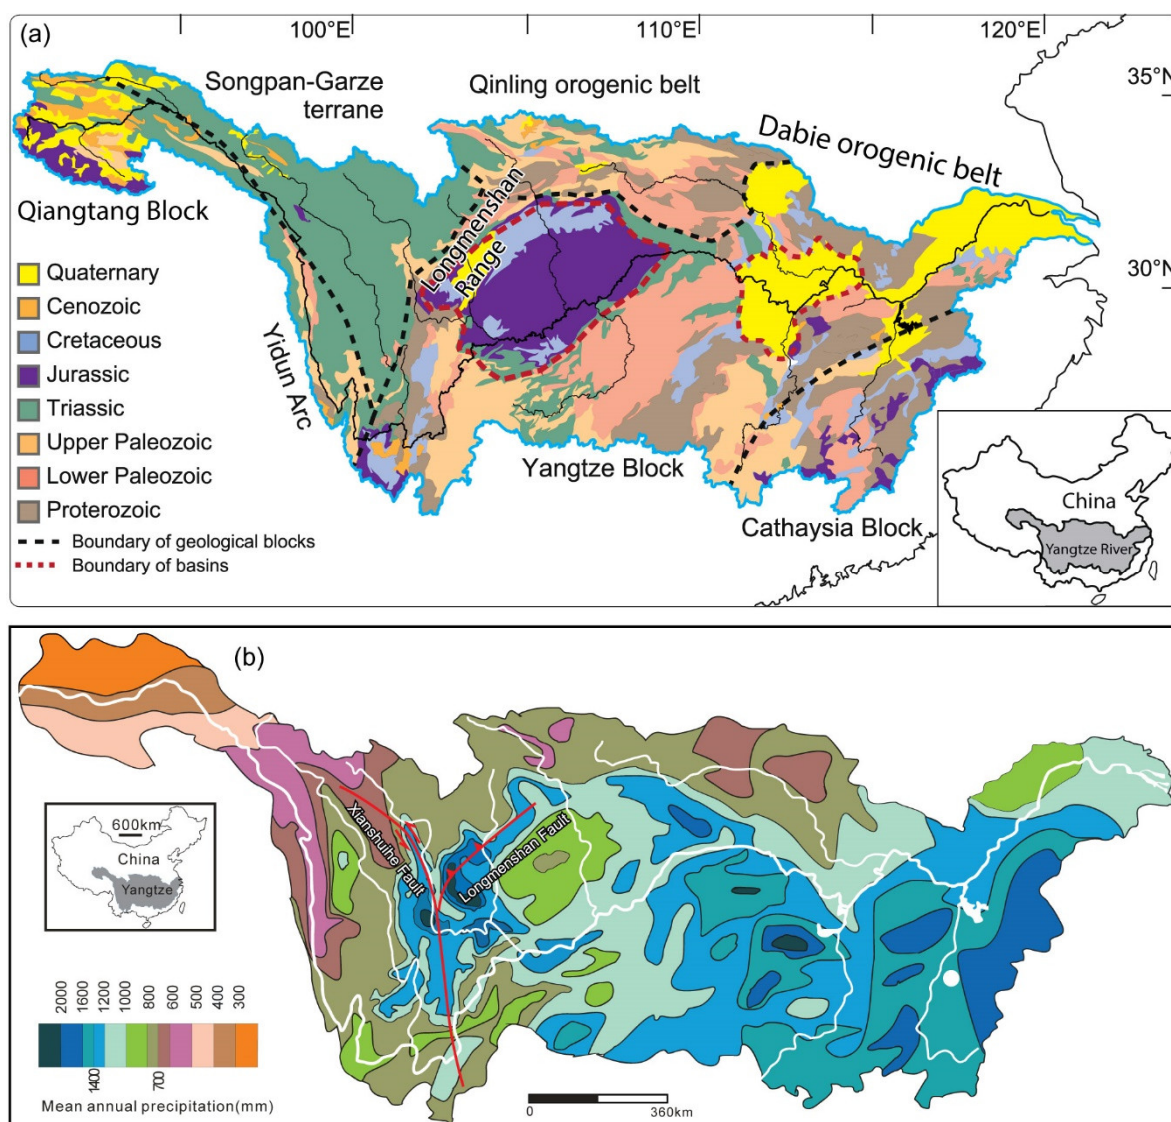 (a)
100°E
110°E
120°E
35°N
30°N
Songpan-Garze
terrane
Qinling orogenic belt
Dabie orogenic belt
Qiangtang Block
Longmenshan
Range
Yidun Arc
Yangtze Block
Cathaysia Block
Quaternary
Cenozoic
Cretaceous
Jurassic
Triassic
Upper Paleozoic
Lower Paleozoic
Proterozoic
Boundary of geological blocks
Boundary of basins
China
Yangtze River
(b)
Xianshuihe Fault
Longmenshan Fault
600km
China
Yangtze
2000
1600
1400
1200
1000
800
700
600
500
400
300
Mean annual precipitation(mm)
0
360km